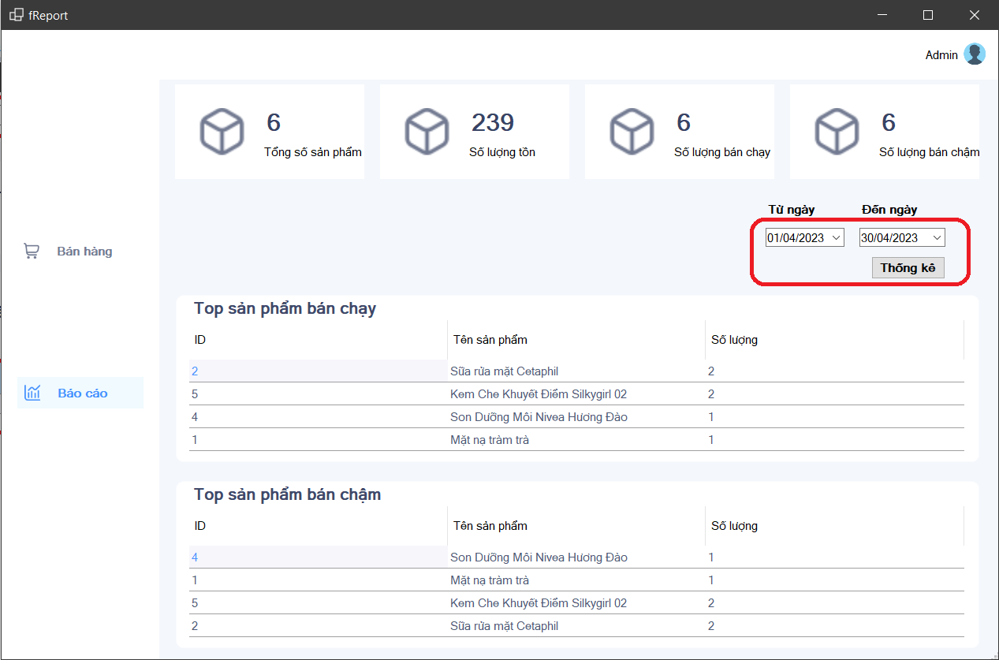 fReport
Admin
6
Tổng số sản phẩm
239
Số lượng tồn
6
Số lượng bán chạy
6
Số lượng bán chậm
Từ ngày Đến ngày
01/04/2023 30/04/2023
Thống kê
Bán hàng
Báo cáo
Top sản phẩm bán chạy
ID Tên sản phẩm Số lượng
2 Sữa rửa mặt Cetaphil 2
5 Kem Che Khuyết Điểm Silkygirl 02 2
4 Son Dưỡng Môi Nivea Hương Đào 1
1 Mặt nạ tràm trà 1
Top sản phẩm bán chậm
ID Tên sản phẩm Số lượng
4 Son Dưỡng Môi Nivea Hương Đào 1
1 Mặt nạ tràm trà 1
5 Kem Che Khuyết Điểm Silkygirl 02 2
2 Sữa rửa mặt Cetaphil 2